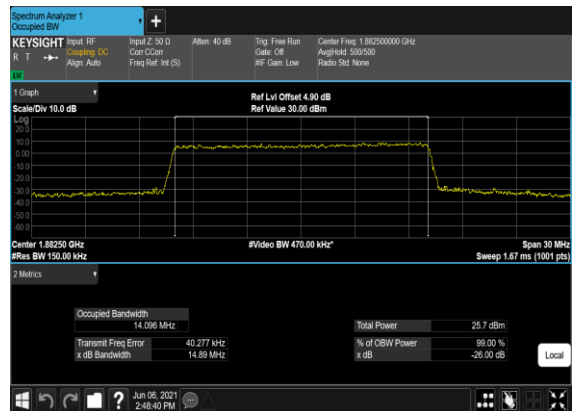 Spectrum Analyzer 1
Occupied BW
+
KEYSIGHT
R T
Input: RF
Coupling: DC
Align: Auto
Input Z: 50 Ω
Corr CCorr
Freq Ref: Int (S)
Atten: 40 dB
Trig: Free Run
Gate: Off
#IF Gain: Low
Center Freq: 1.882500000 GHz
Avg|Hold: 500/500
Radio Std: None
1 Graph
Scale/Div 10.0 dB
Ref Lvl Offset 4.90 dB
Ref Value 30.00 dBm
Log
20.0
10.0
0.00
-10.0
-20.0
-30.0
-40.0
-50.0
-60.0
Center 1.88250 GHz
#Video BW 470.00 kHz*
Span 30 MHz
#Res BW 150.00 kHz
Sweep 1.67 ms (1001 pts)
2 Metrics
Occupied Bandwidth
14.096 MHz
Total Power 25.7 dBm
Transmit Freq Error 40.277 kHz
% of OBW Power 99.00 %
x dB Bandwidth 14.89 MHz
x dB -26.00 dB
Local
?
Jun 06, 2021
2:48:40 PM